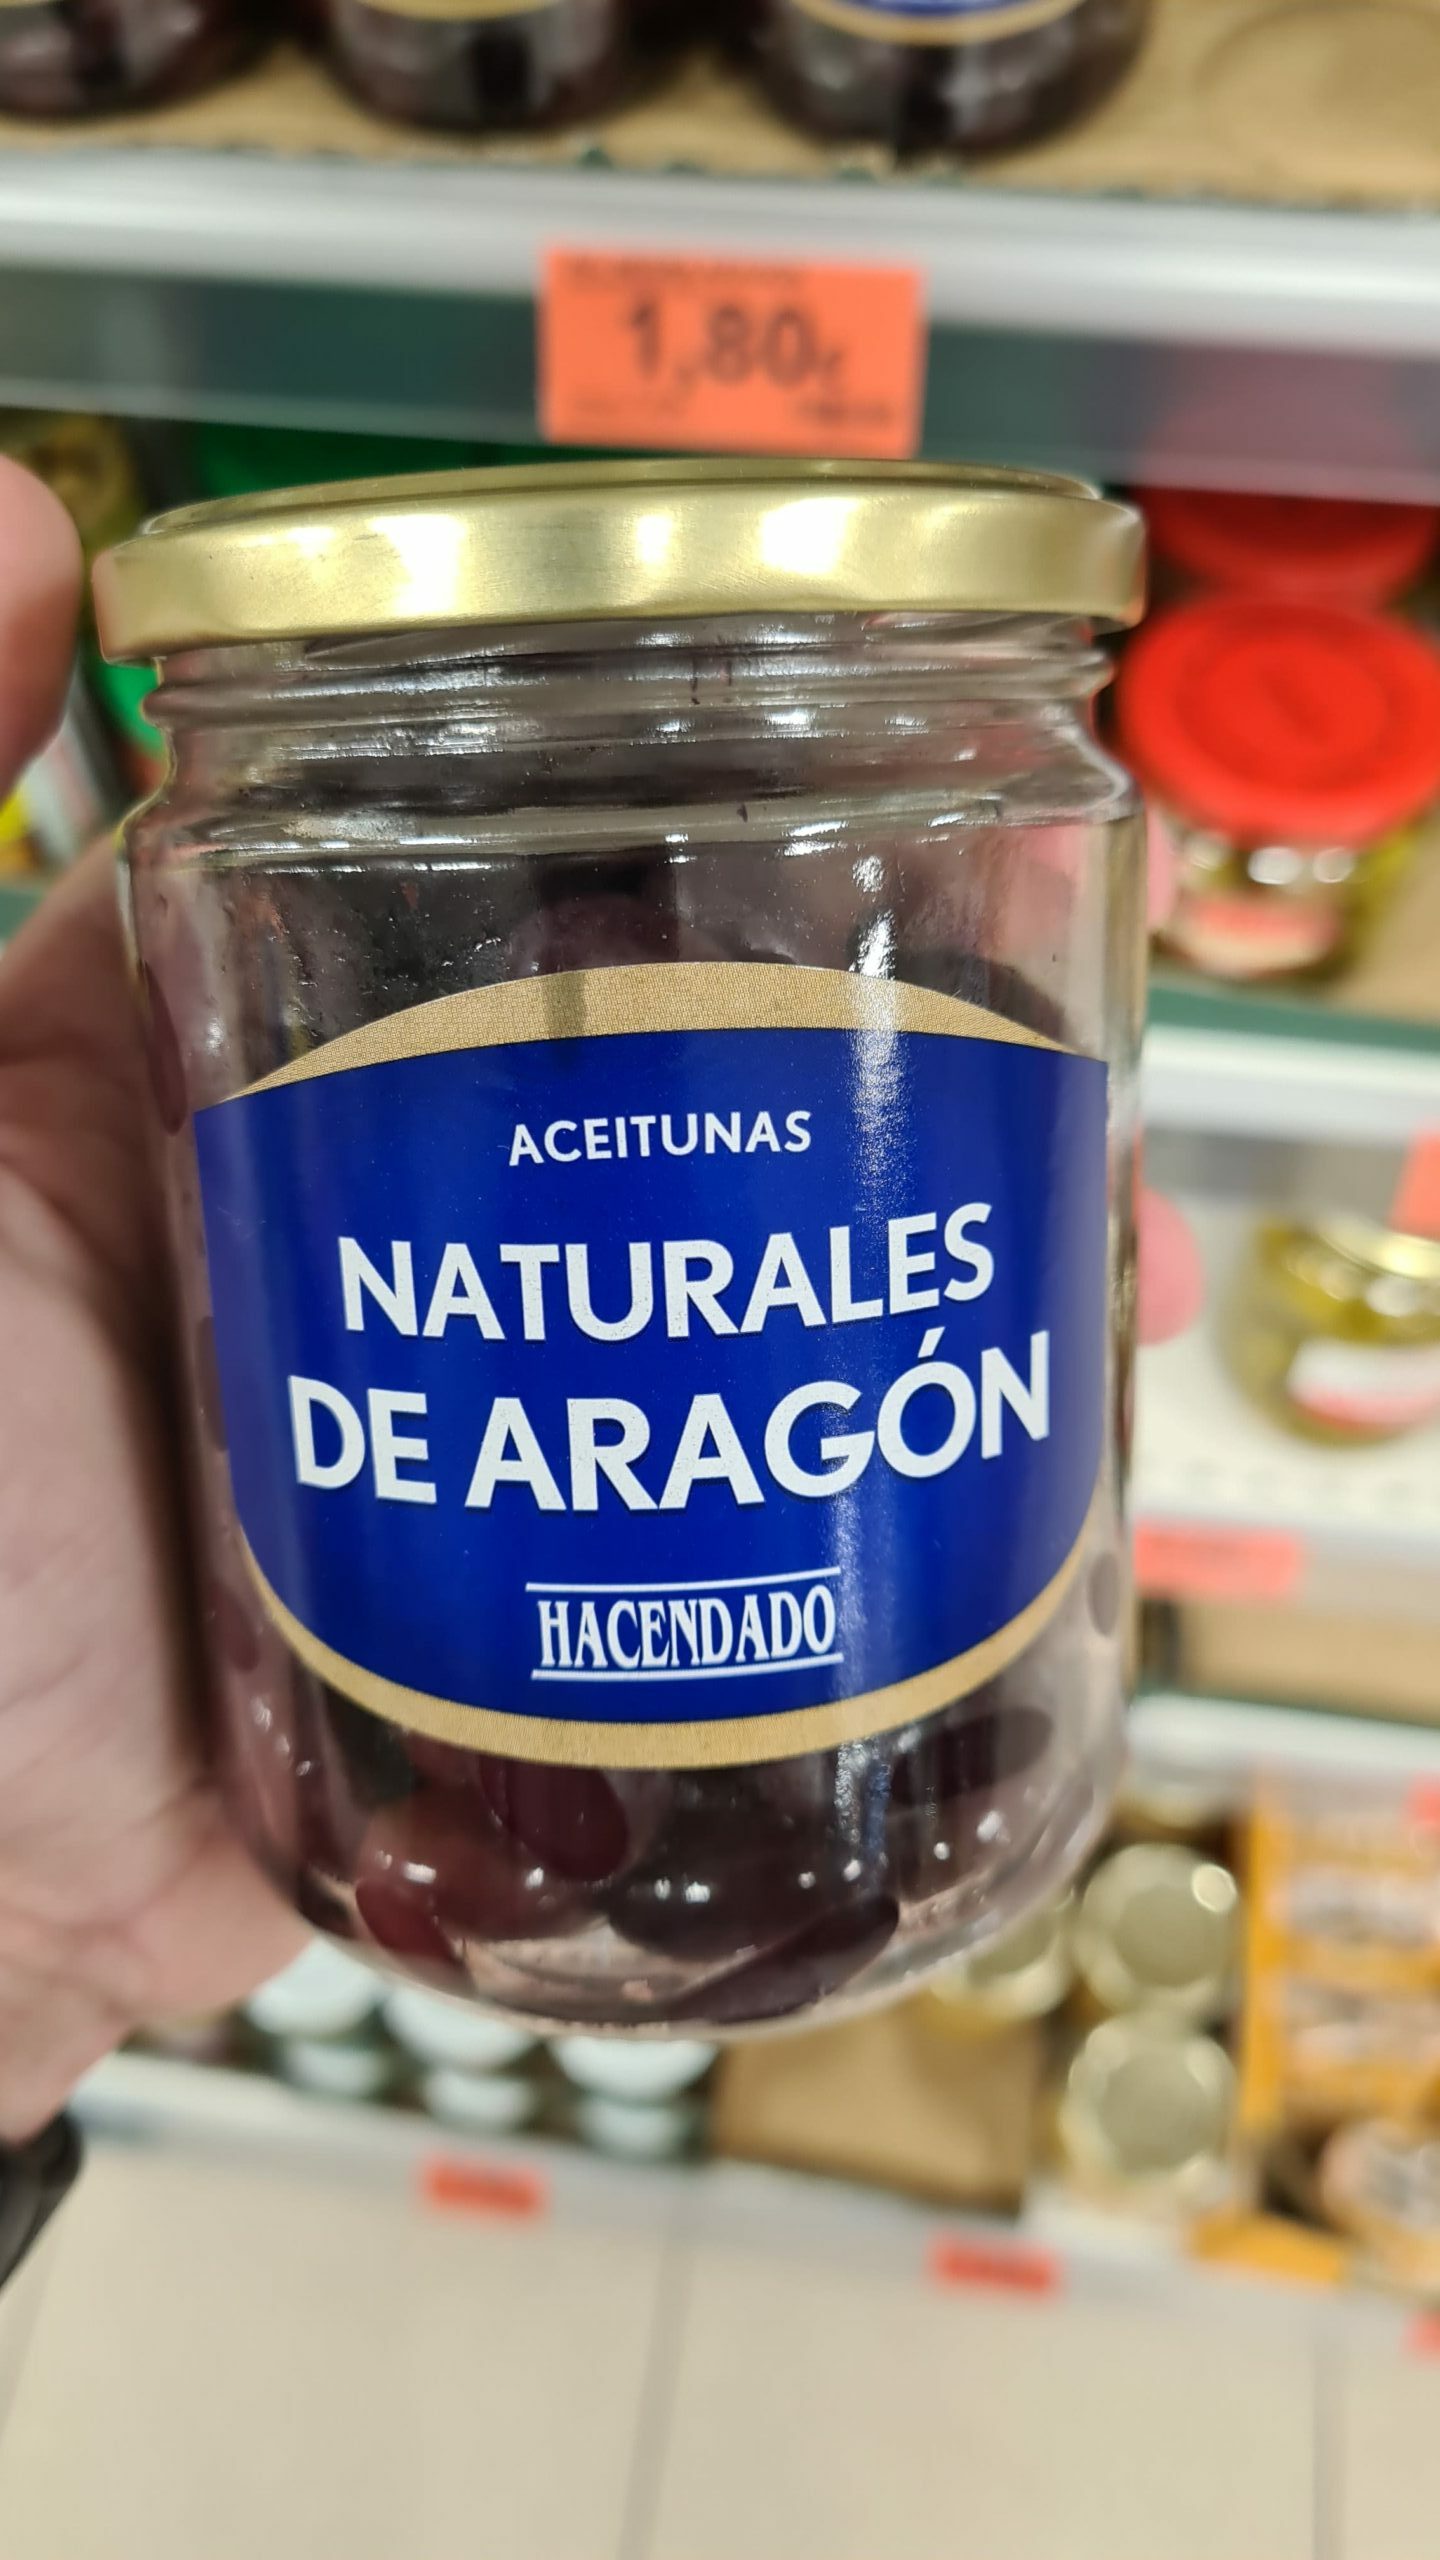 1,80€
ACEITUNAS
NATURALES
DE ARAGÓN
HACENDADO